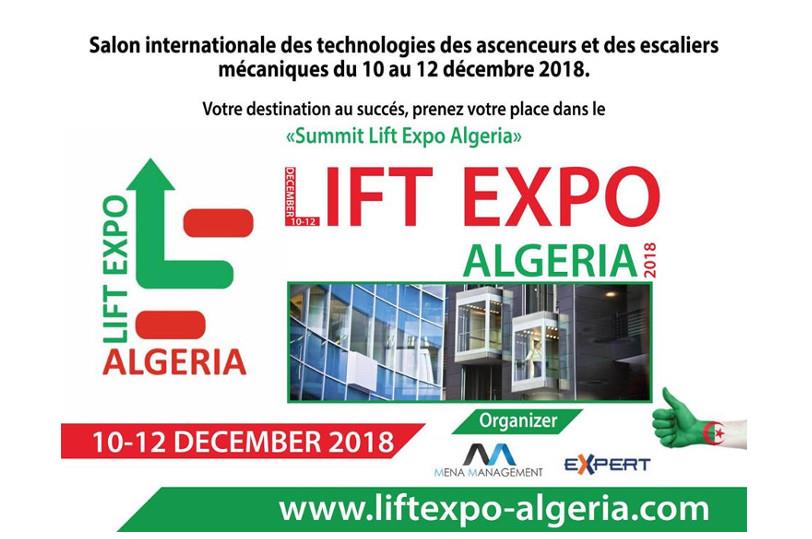 Salon internationale des technologies des ascenceurs et des escaliers
mécaniques du 10 au 12 décembre 2018.
Votre destination au succés, prenez votre place dans le
«Summit Lift Expo Algeria»
LIFT EXPO
ALGERIA
DECEMBER
10-12
LIFT EXPO
ALGERIA
2018
Organizer
10-12 DECEMBER 2018
MENA MANAGEMENT
EXPERT
www.liftexpo-algeria.com